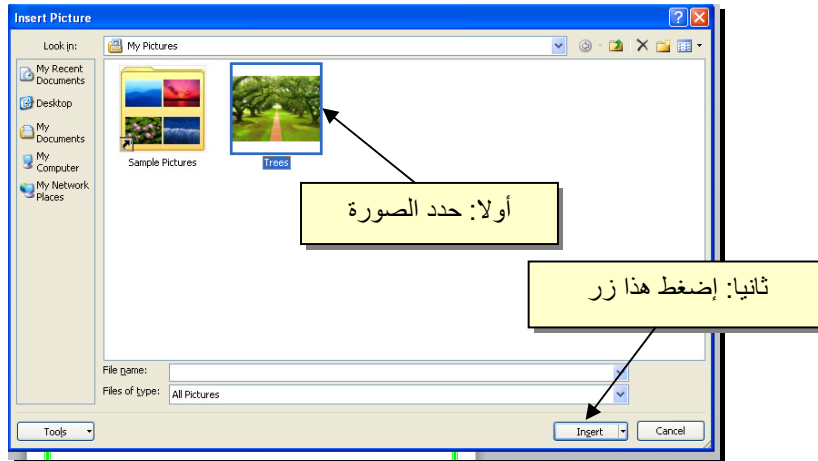 Insert Picture
Look in:
My Pictures
My Recent
Documents
Desktop
My
Documents
My
Computer
My Network
Places
Sample Pictures
Trees
أولا: حدد الصورة
ثانيا: إضغط هذا زر
File name:
Files of type:
All Pictures
Tools
Insert
Cancel